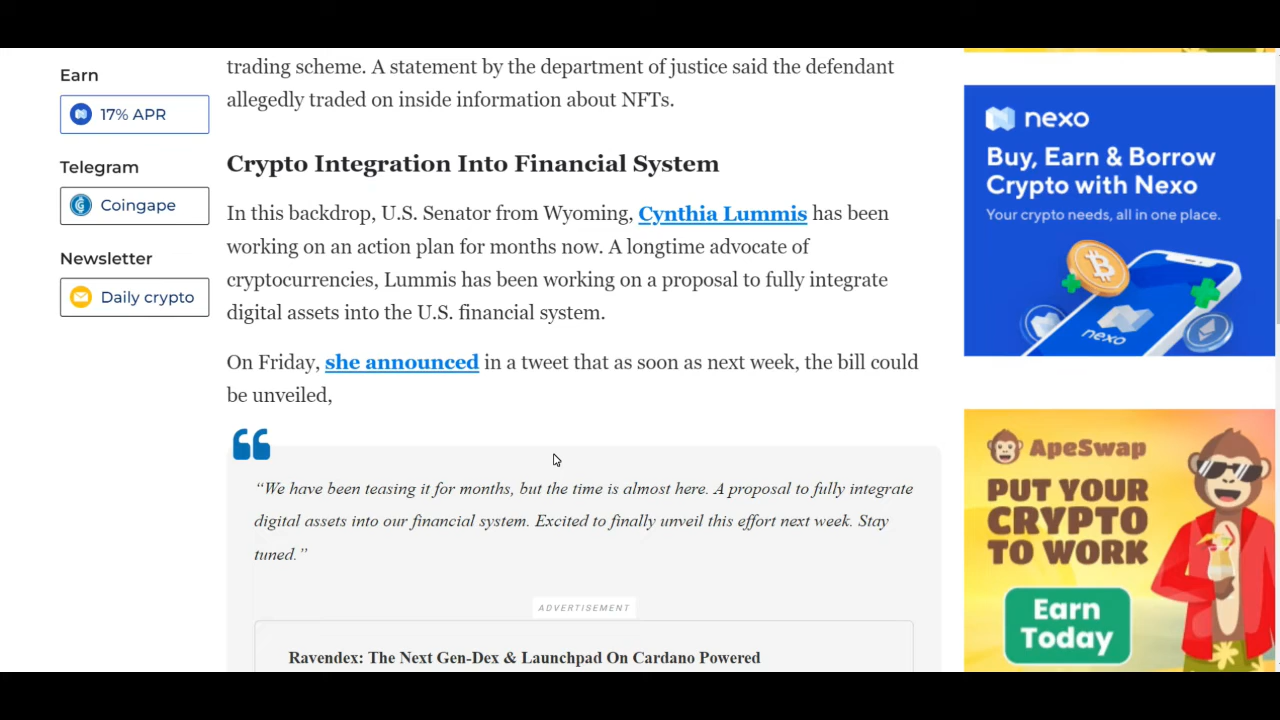 Earn
17% APR
Telegram
Coingape
Newsletter
Daily crypto
trading scheme. A statement by the department of justice said the defendant
allegedly traded on inside information about NFTs.
Crypto Integration Into Financial System
In this backdrop, U.S. Senator from Wyoming, Cynthia Lummis has been
working on an action plan for months now. A longtime advocate of
cryptocurrencies, Lummis has been working on a proposal to fully integrate
digital assets into the U.S. financial system.
On Friday, she announced in a tweet that as soon as next week, the bill could
be unveiled,
“We have been teasing it for months, but the time is almost here. A proposal to fully integrate
digital assets into our financial system. Excited to finally unveil this effort next week. Stay
tuned.”
ADVERTISEMENT
Ravendex: The Next Gen-Dex & Launchpad On Cardano Powered
nexo
Buy, Earn & Borrow
Crypto with Nexo
Your crypto needs, all in one place.
nexo
ApeSwap
PUT YOUR
CRYPTO
TO WORK
Earn
Today